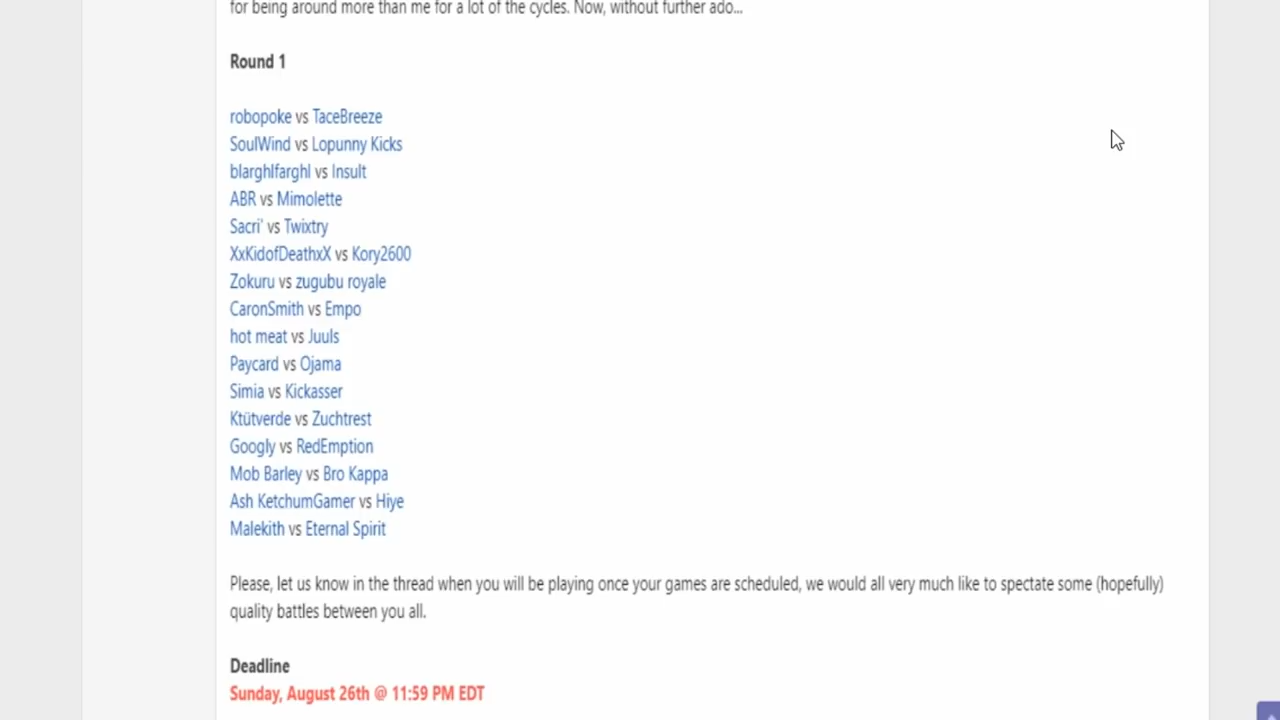 for being around more than me for a lot of the cycles. Now, without further ado...
Round 1
robopoke vs TaceBreeze
SoulWind vs Lopunny Kicks
blarghlfarghl vs Insult
ABR vs Mimolette
Sacri' vs Twixtry
XxKidofDeathxX vs Kory2600
Zokuru vs zugubu royale
CaronSmith vs Empo
hot meat vs Juuls
Paycard vs Ojama
Simia vs Kickasser
Ktütverde vs Zuchtrest
Googly vs RedEmption
Mob Barley vs Bro Kappa
Ash KetchumGamer vs Hiye
Malekith vs Eternal Spirit
Please, let us know in the thread when you will be playing once your games are scheduled, we would all very much like to spectate some (hopefully)
quality battles between you all.
Deadline
Sunday, August 26th @ 11:59 PM EDT